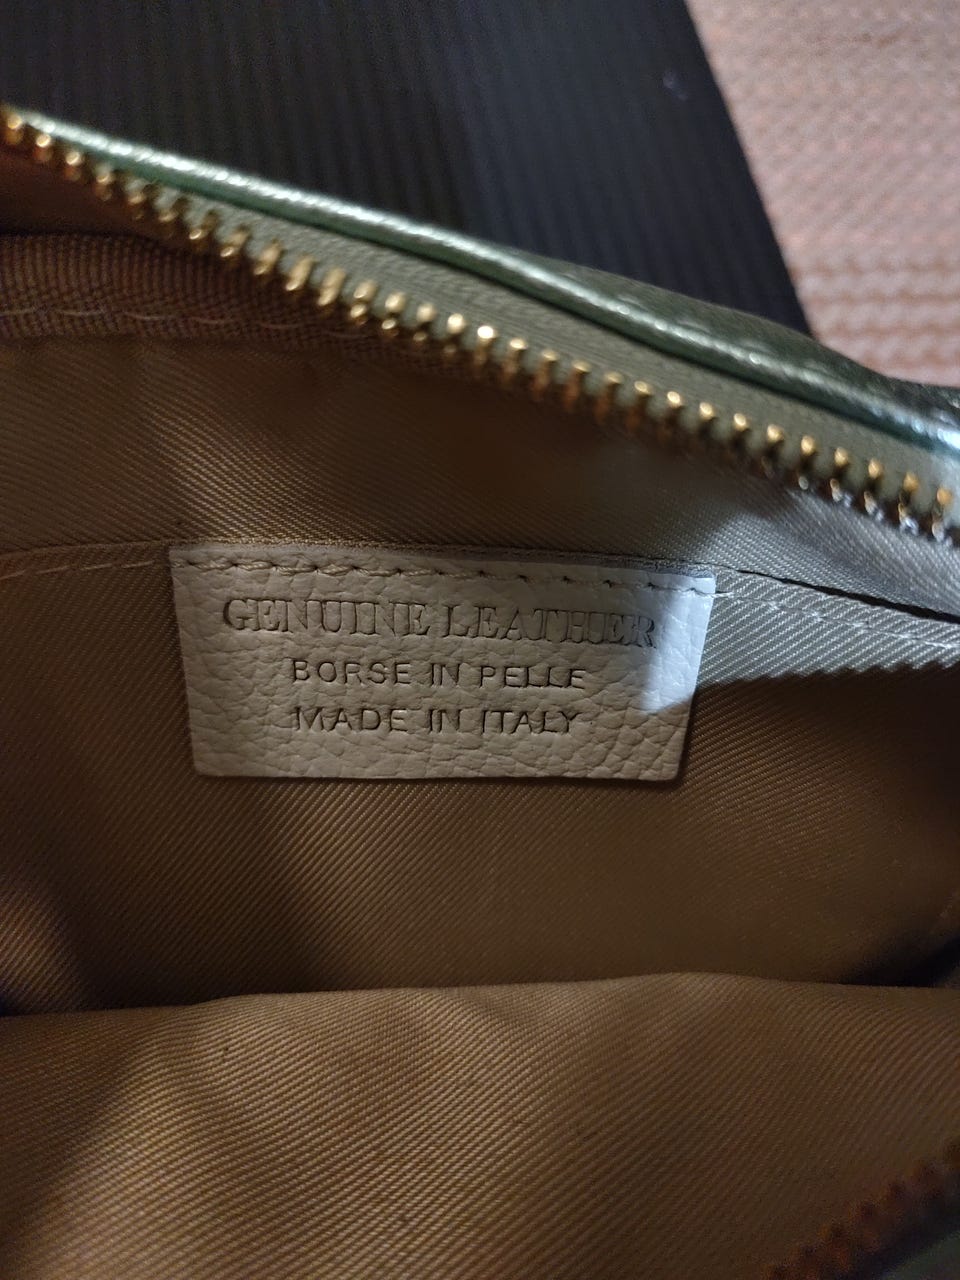 GENUINE LEATHER
BORSE IN PELLE
MADE IN ITALY